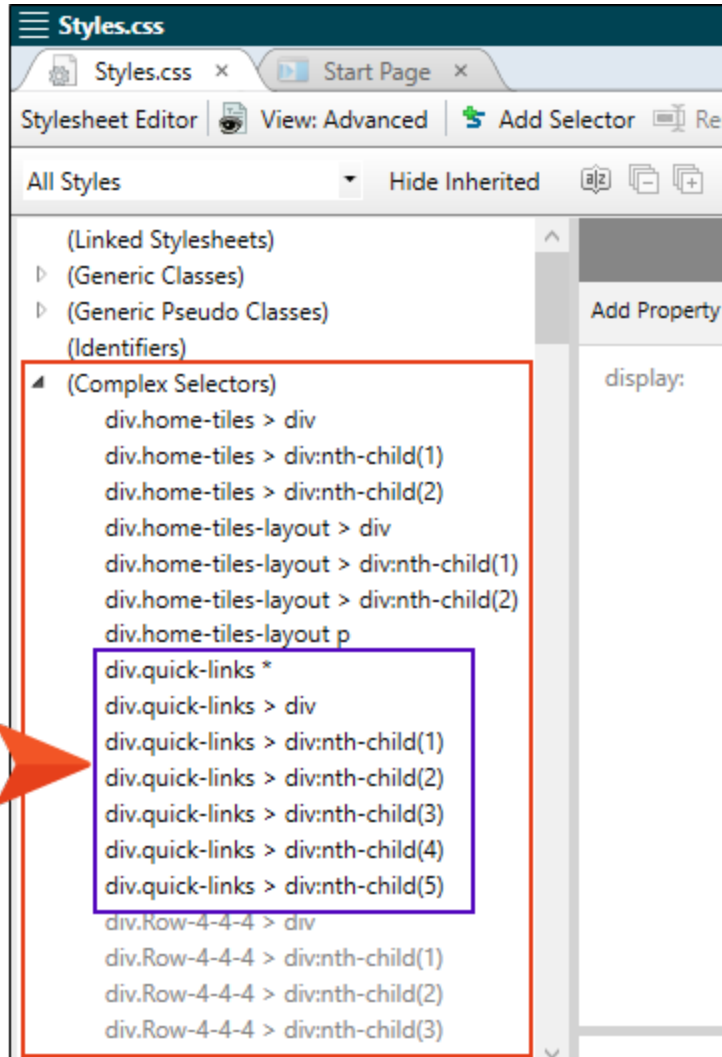 Styles.css
Styles.css × Start Page ×
Stylesheet Editor View: Advanced Add Selector Re
All Styles Hide Inherited a z
(Linked Stylesheets)
(Generic Classes)
(Generic Pseudo Classes)
Add Property
(Identifiers)
(Complex Selectors)
display:
div.home-tiles > div
div.home-tiles > div:nth-child(1)
div.home-tiles > div:nth-child(2)
div.home-tiles-layout > div
div.home-tiles-layout > div:nth-child(1)
div.home-tiles-layout > div:nth-child(2)
div.home-tiles-layout p
div.quick-links *
div.quick-links > div
div.quick-links > div:nth-child(1)
div.quick-links > div:nth-child(2)
div.quick-links > div:nth-child(3)
div.quick-links > div:nth-child(4)
div.quick-links > div:nth-child(5)
div.Row-4-4-4 > div
div.Row-4-4-4 > div:nth-child(1)
div.Row-4-4-4 > div:nth-child(2)
div.Row-4-4-4 > div:nth-child(3)